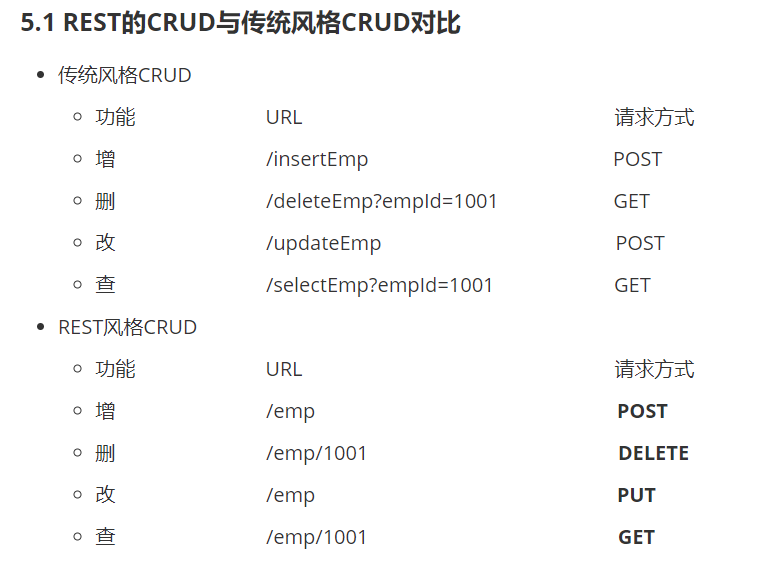 5.1 REST的CRUD与传统风格CRUD对比
传统风格CRUD
功能 URL 请求方式
增 /insertEmp POST
删 /deleteEmp?empId=1001 GET
改 /updateEmp POST
查 /selectEmp?empId=1001 GET
REST风格CRUD
功能 URL 请求方式
增 /emp POST
删 /emp/1001 DELETE
改 /emp PUT
查 /emp/1001 GET